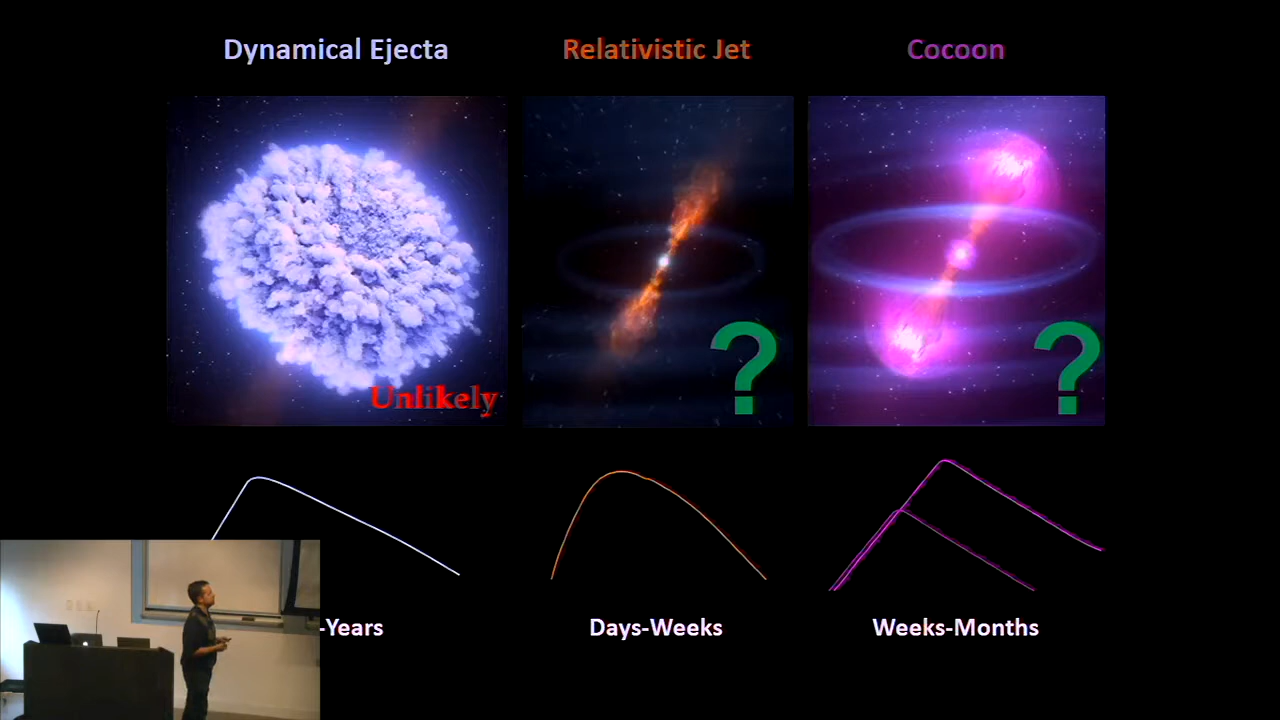 Dynamical Ejecta
Relativistic Jet
Cocoon
Unlikely
?
?
-Years
Days-Weeks
Weeks-Months